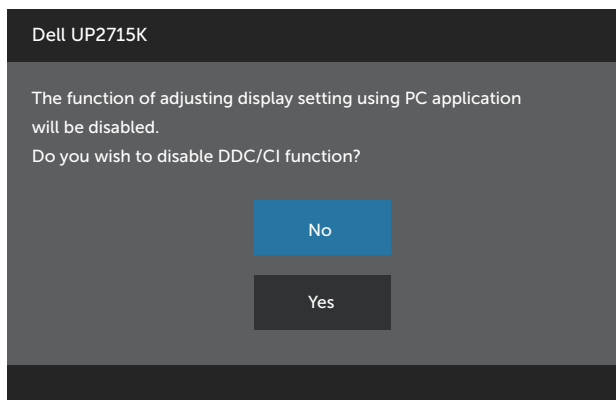 Dell UP2715K
The function of adjusting display setting using PC application
will be disabled.
Do you wish to disable DDC/CI function?
No
Yes